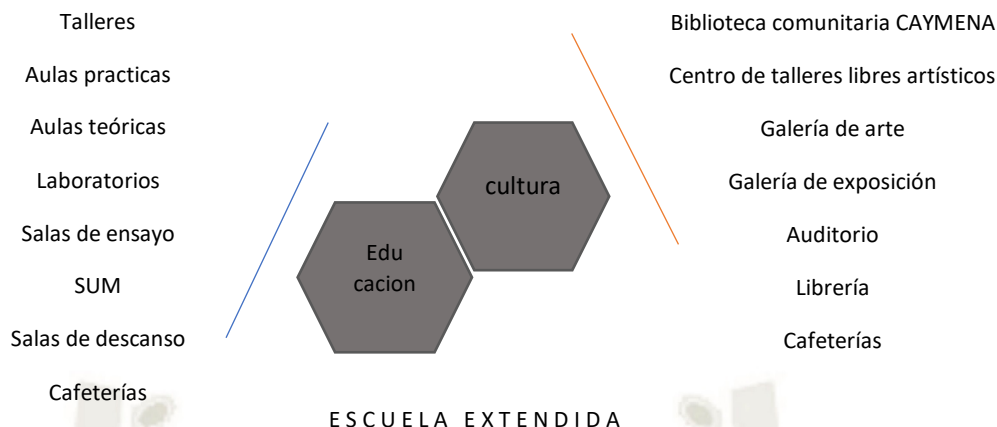 Talleres
Aulas practicas
Aulas teóricas
Laboratorios
Salas de ensayo
SUM
Salas de descanso
Cafeterías
Edu
cacion
cultura
Biblioteca comunitaria CAYMENA
Centro de talleres libres artísticos
Galería de arte
Galería de exposición
Auditorio
Librería
Cafeterías
ESCUELA EXTENDIDA